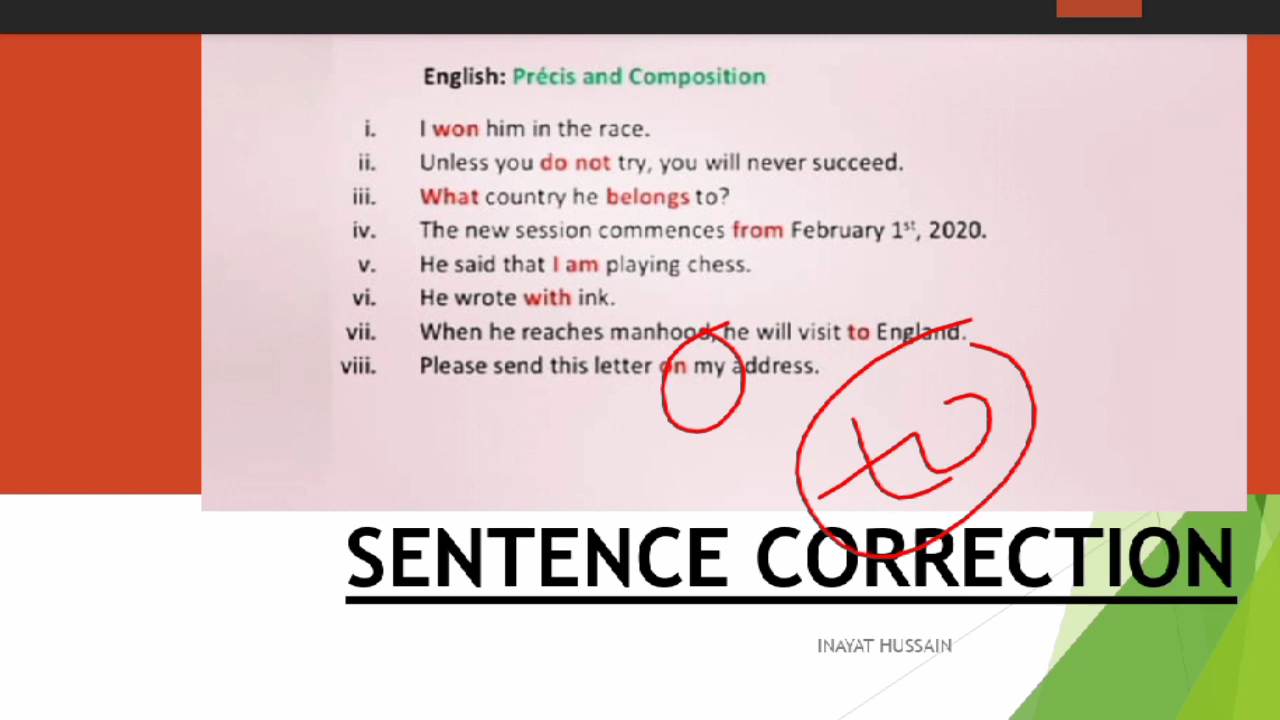 English: Précis and Composition
i. I won him in the race.
ii. Unless you do not try, you will never succeed.
iii. What country he belongs to?
iv. The new session commences from February 1st, 2020.
v. He said that I am playing chess.
vi. He wrote with ink.
vii. When he reaches manhood, he will visit to England.
viii. Please send this letter on my address.
to
SENTENCE CORRECTION
INAYAT HUSSAIN